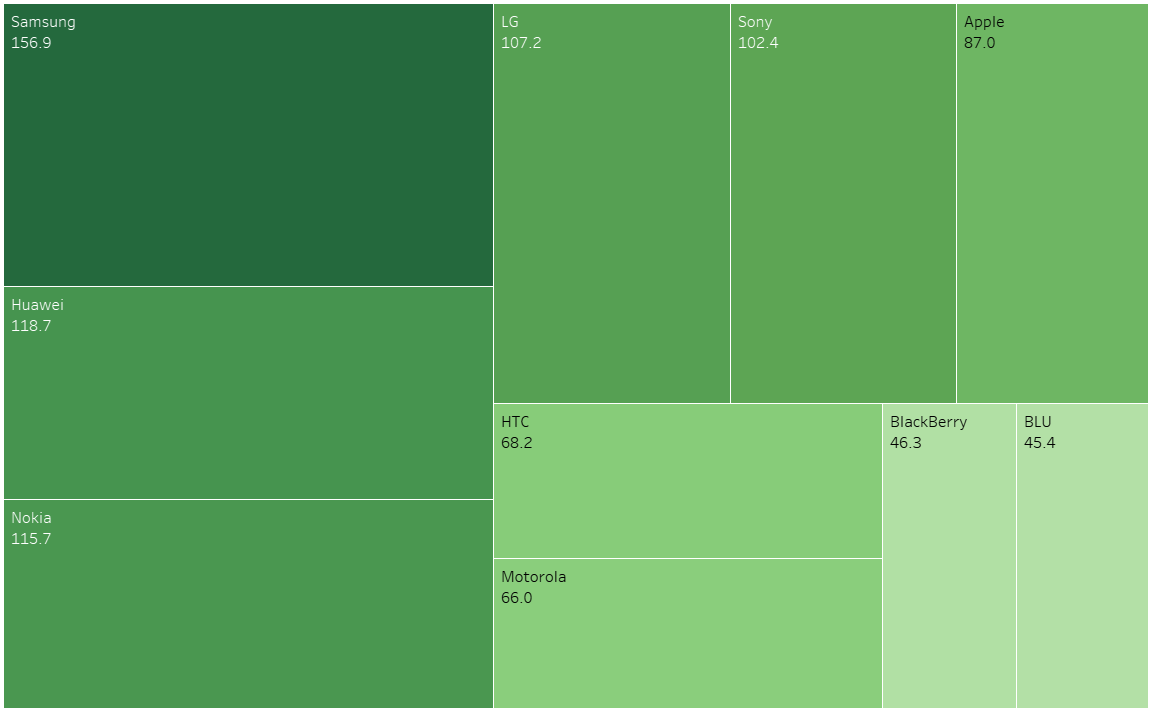 Samsung
156.9
Huawei
118.7
Nokia
115.7
LG
107.2
Sony
102.4
Apple
87.0
HTC
68.2
Motorola
66.0
BlackBerry
46.3
BLU
45.4